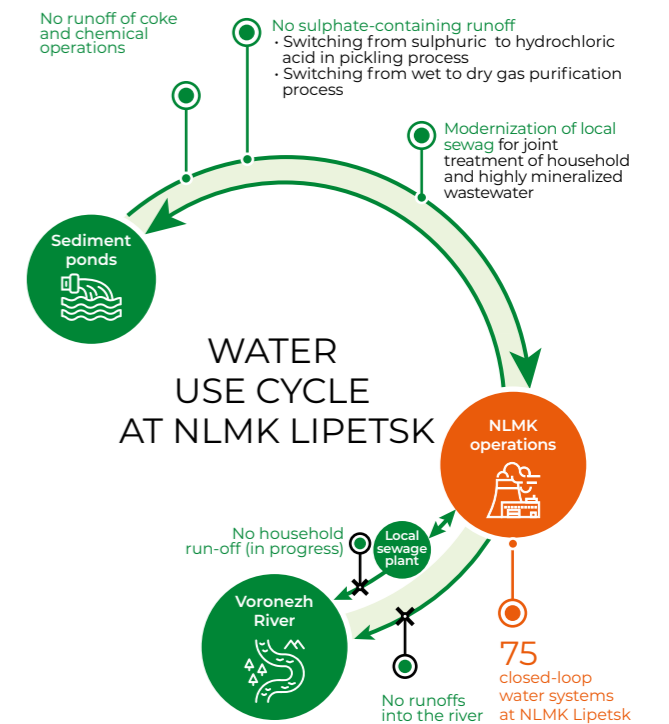 No runoff of coke
and chemical
operations
No sulphate-containing runoff
· Switching from sulphuric to hydrochloric
acid in pickling process
· Switching from wet to dry gas purification
process
Modernization of local
sewag for joint
treatment of household
and highly mineralized
wastewater
Sediment
ponds
WATER
USE CYCLE
AT NLMK LIPETSK
NLMK
operations
No household
run-off (in progress)
Local
sewage
plant
Voronezh
River
75
closed-loop
water systems
at NLMK Lipetsk
No runoffs
into the river